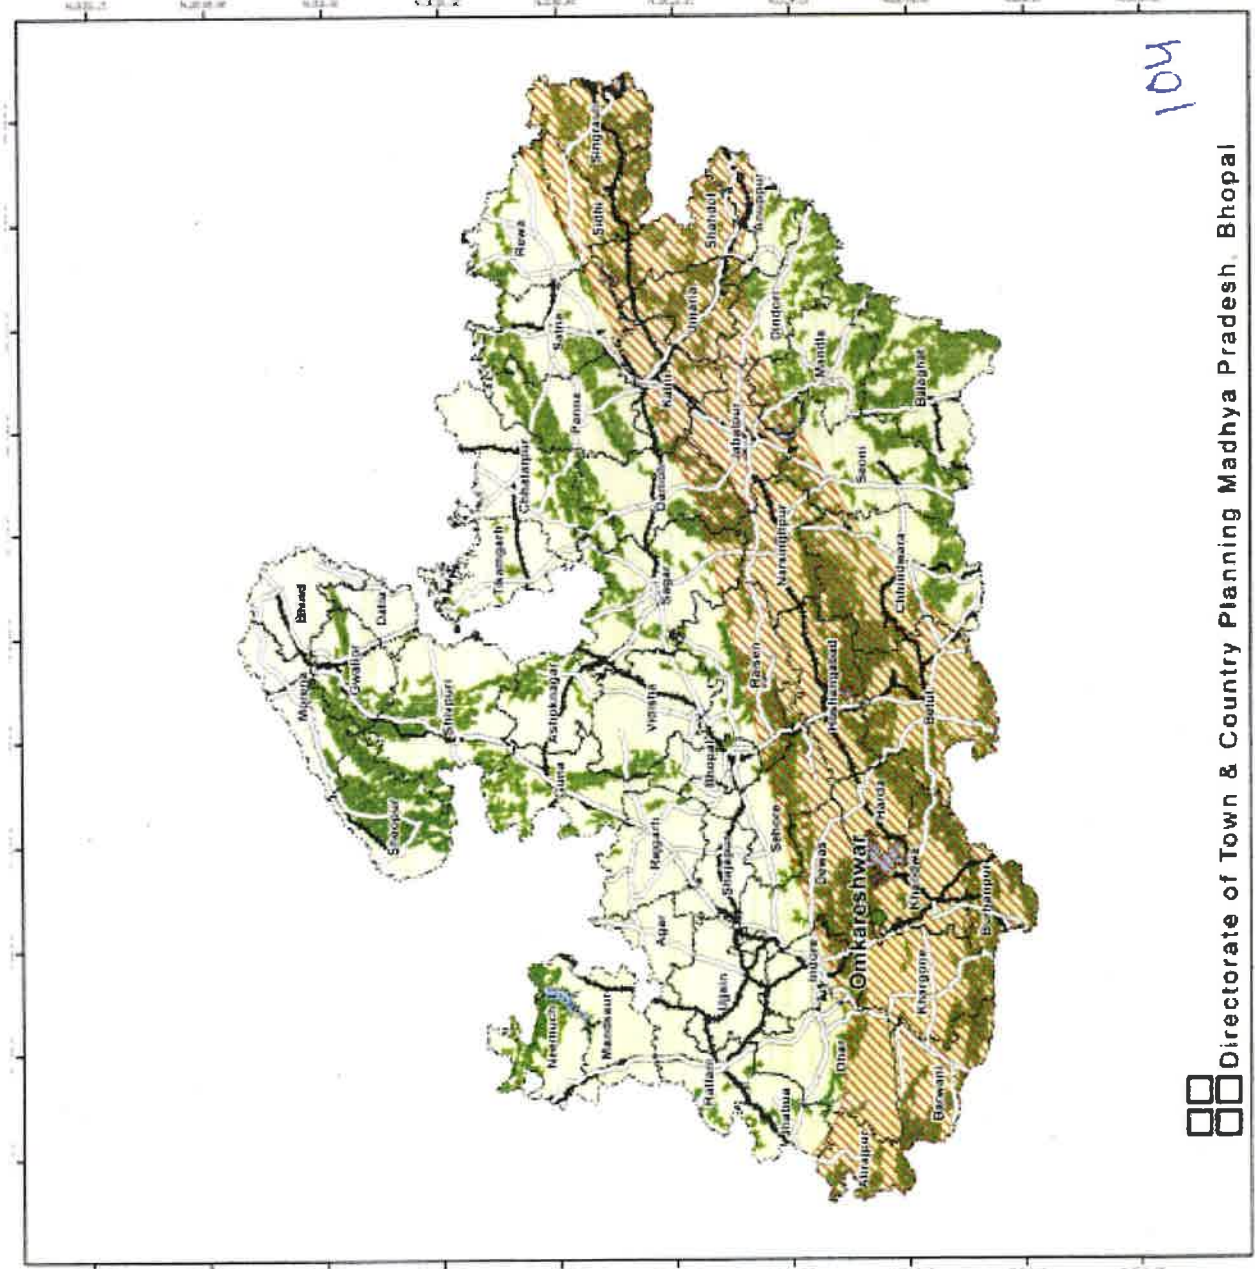 104
Bhind
Morena
Gwalior
Datia
Sheopur
Shivpuri
Tikamgarh
Chhatarpur
Rewa
Satna
Panna
Sidhi
Singrauli
Ashoknagar
Guna
Neemuch
Mandsaur
Rajgarh
Vidisha
Sagar
Damoh
Katni
Umaria
Shahdol
Anuppur
Agar
Shajapur
Bhopal
Raisen
Jabalpur
Dindori
Mandla
Ratlam
Ujjain
Sehore
Narsinghpur
Seoni
Balaghat
Jhabua
Indore
Dewas
Hoshangabad
Chhindwara
Dhar
Omkareshwar
Harda
Betul
Alirajpur
Barwani
Khargone
Khandwa
Burhanpur
Directorate of Town & Country Planning Madhya Pradesh, Bhopal